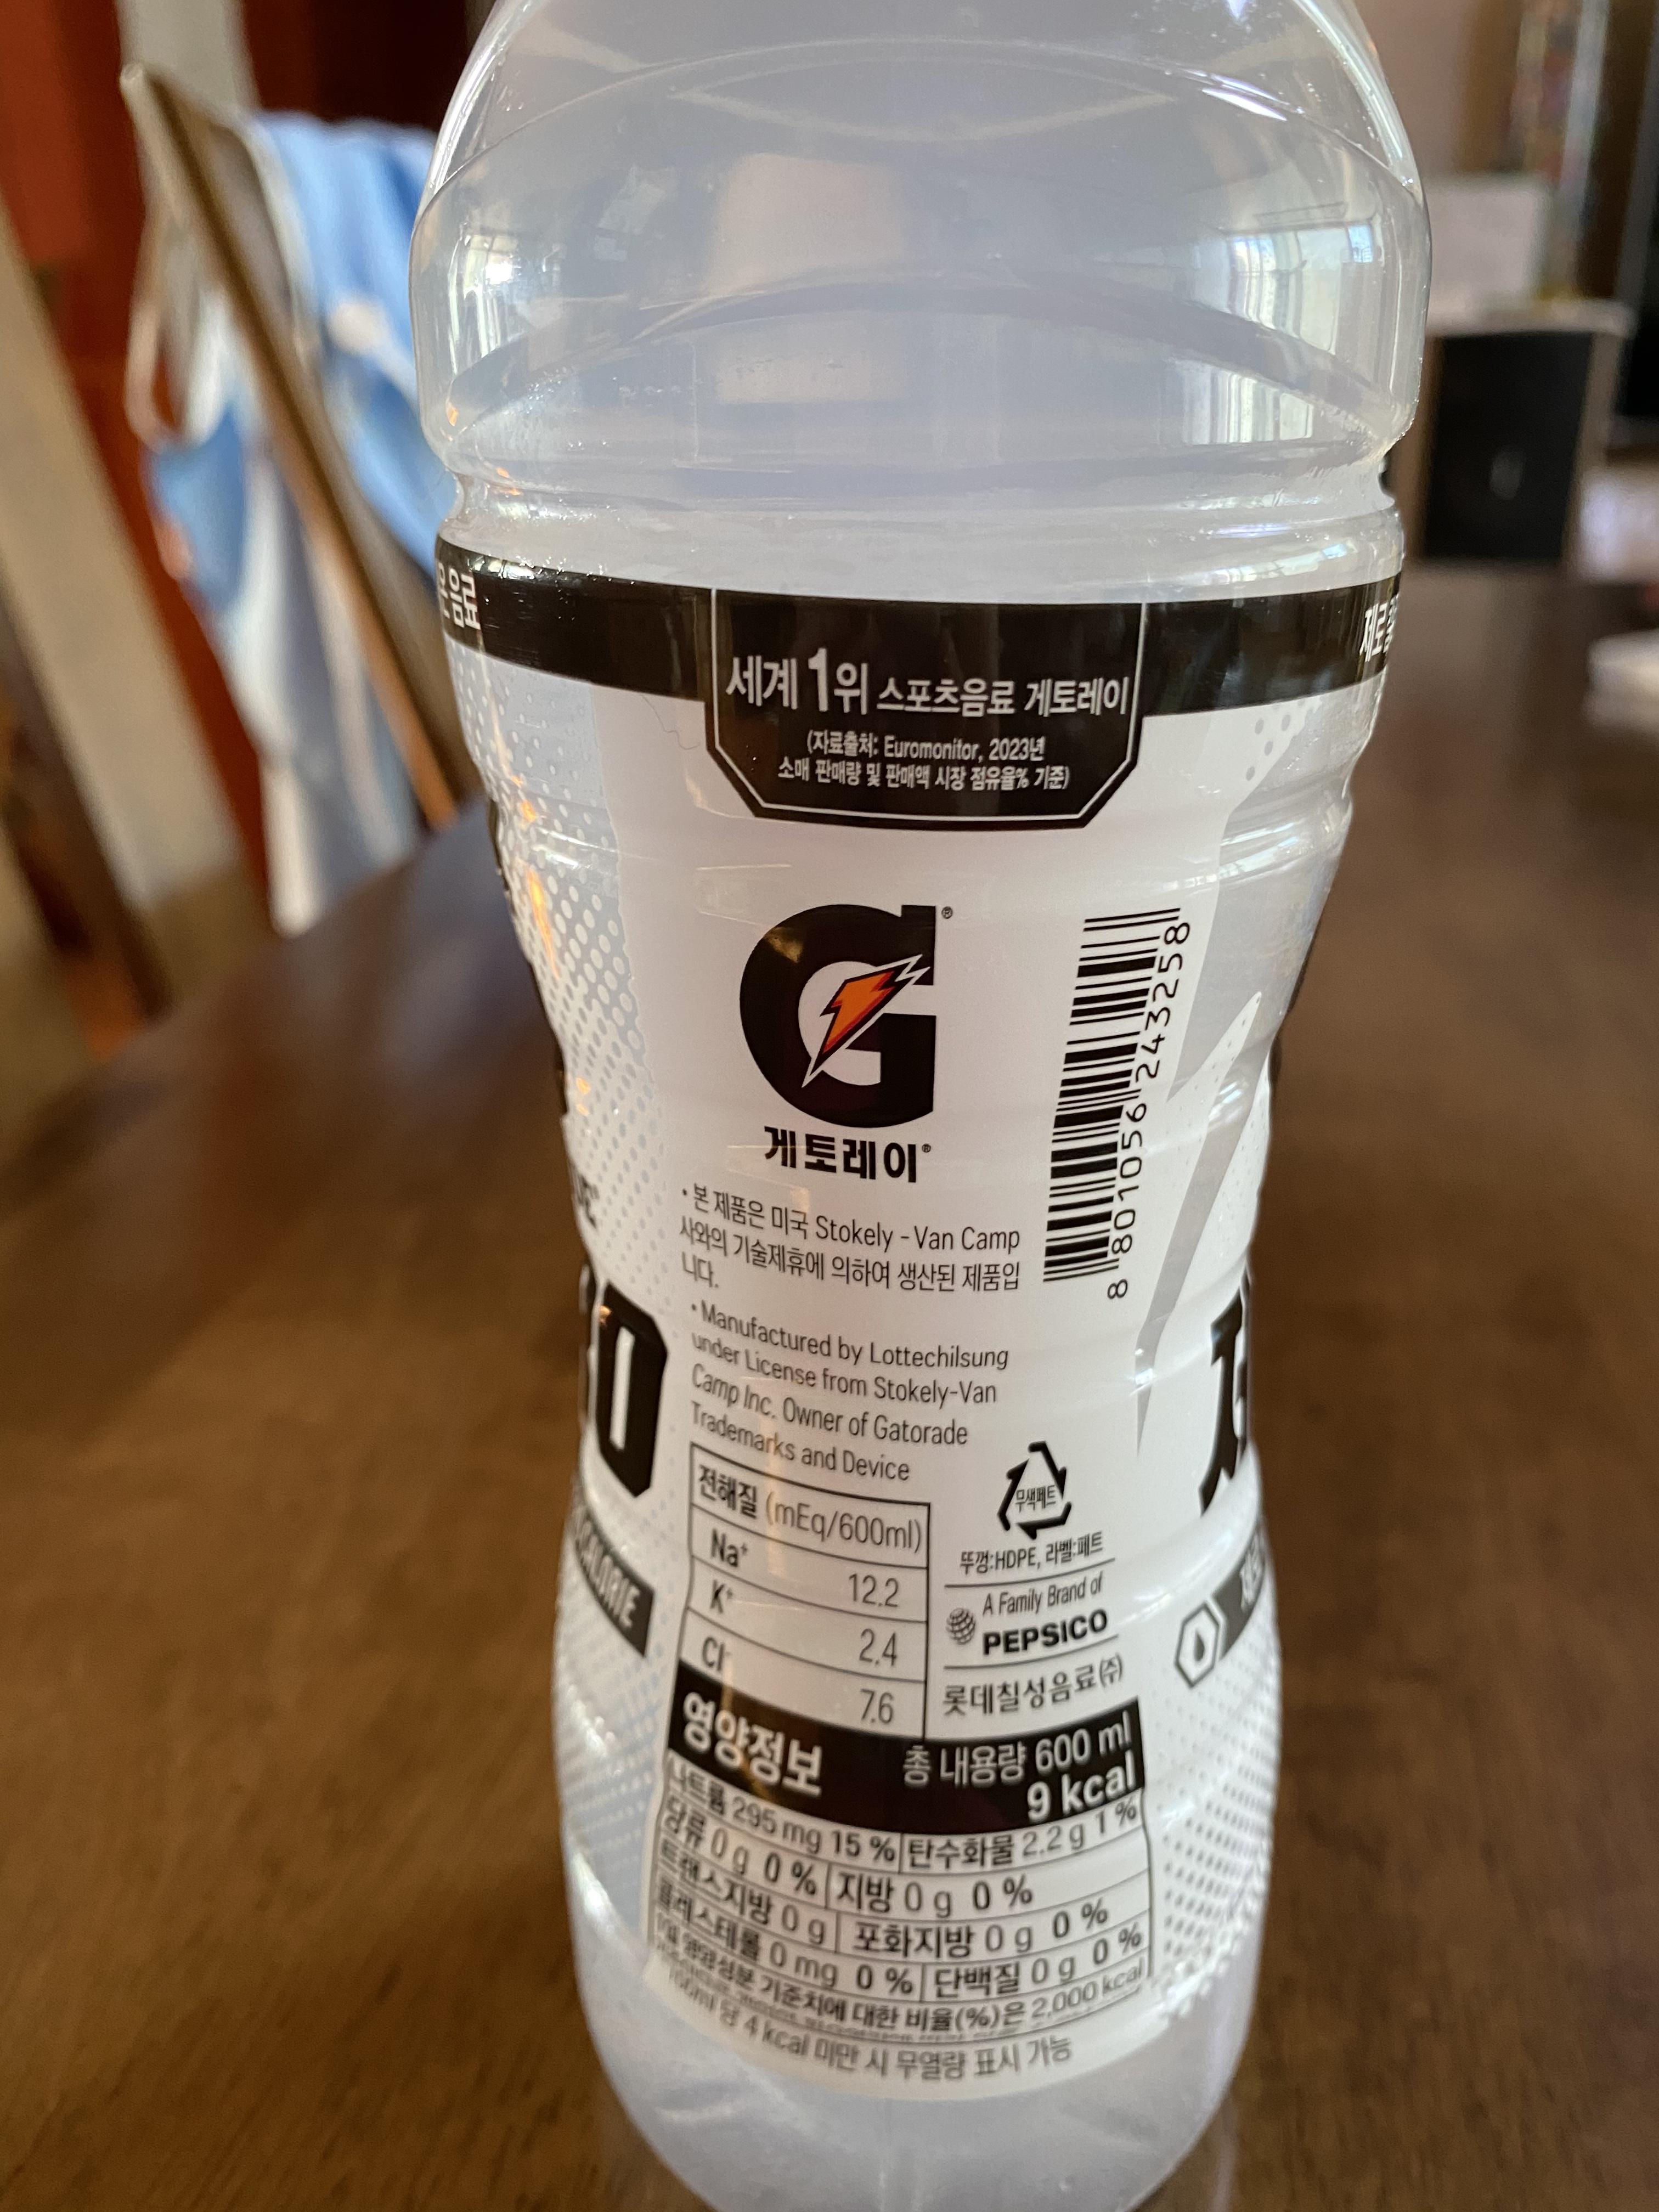 음료
세계 1위 스포츠음료 게토레이
(자료출처: Euromonitor, 2023년
소매 판매량 및 판매액 시장 점유율% 기준)
제로
G®
게토레이®
8 801056 243258
• 본 제품은 미국 Stokely - Van Camp
사와의 기술제휴에 의하여 생산된 제품입
니다.
• Manufactured by Lottechilsung
under License from Stokely-Van
Camp Inc. Owner of Gatorade
Trademarks and Device
전해질 (mEq/600ml)
Na⁺ 12.2
K⁺ 2.4
Cl⁻ 7.6
무색페트
뚜껑:HDPE, 라벨:페트
A Family Brand of
PEPSICO
롯데칠성음료(주)
영양정보 총 내용량 600 ml
9 kcal
나트륨 295 mg 15 % 탄수화물 2.2 g 1 %
당류 0 g 0 % 지방 0 g 0 %
트랜스지방 0 g 포화지방 0 g 0 %
콜레스테롤 0 mg 0 % 단백질 0 g 0 %
1일 영양성분 기준치에 대한 비율(%)은 2,000 kcal
100ml 당 4 kcal 미만 시 무열량 표시 가능